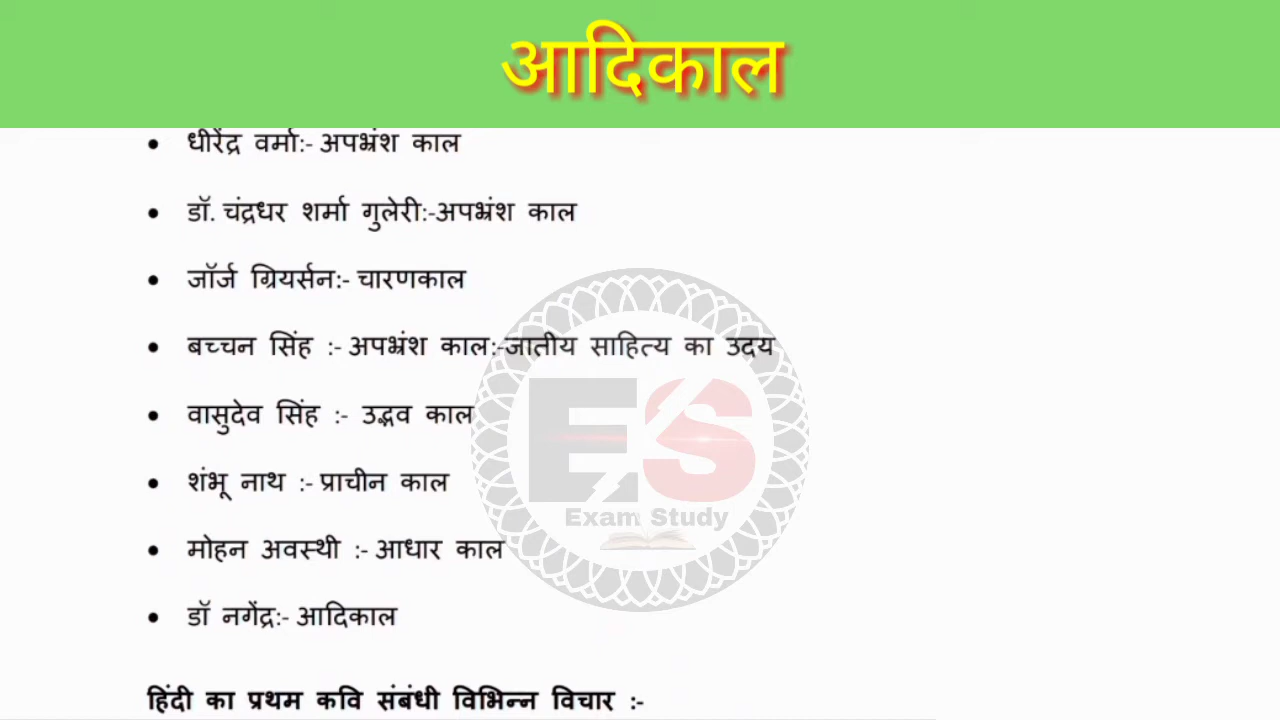 आदिकाल
• धीरेंद्र वर्मा:- अपभ्रंश काल
• डॉ. चंद्रधर शर्मा गुलेरी:-अपभ्रंश काल
• जॉर्ज ग्रियर्सन:- चारणकाल
• बच्चन सिंह :- अपभ्रंश काल:-जातीय साहित्य का उदय
• वासुदेव सिंह :- उद्भव काल
• शंभू नाथ :- प्राचीन काल
• मोहन अवस्थी :- आधार काल
• डॉ नगेंद्र:- आदिकाल
हिंदी का प्रथम कवि संबंधी विभिन्न विचार :-
ES
Exam Study